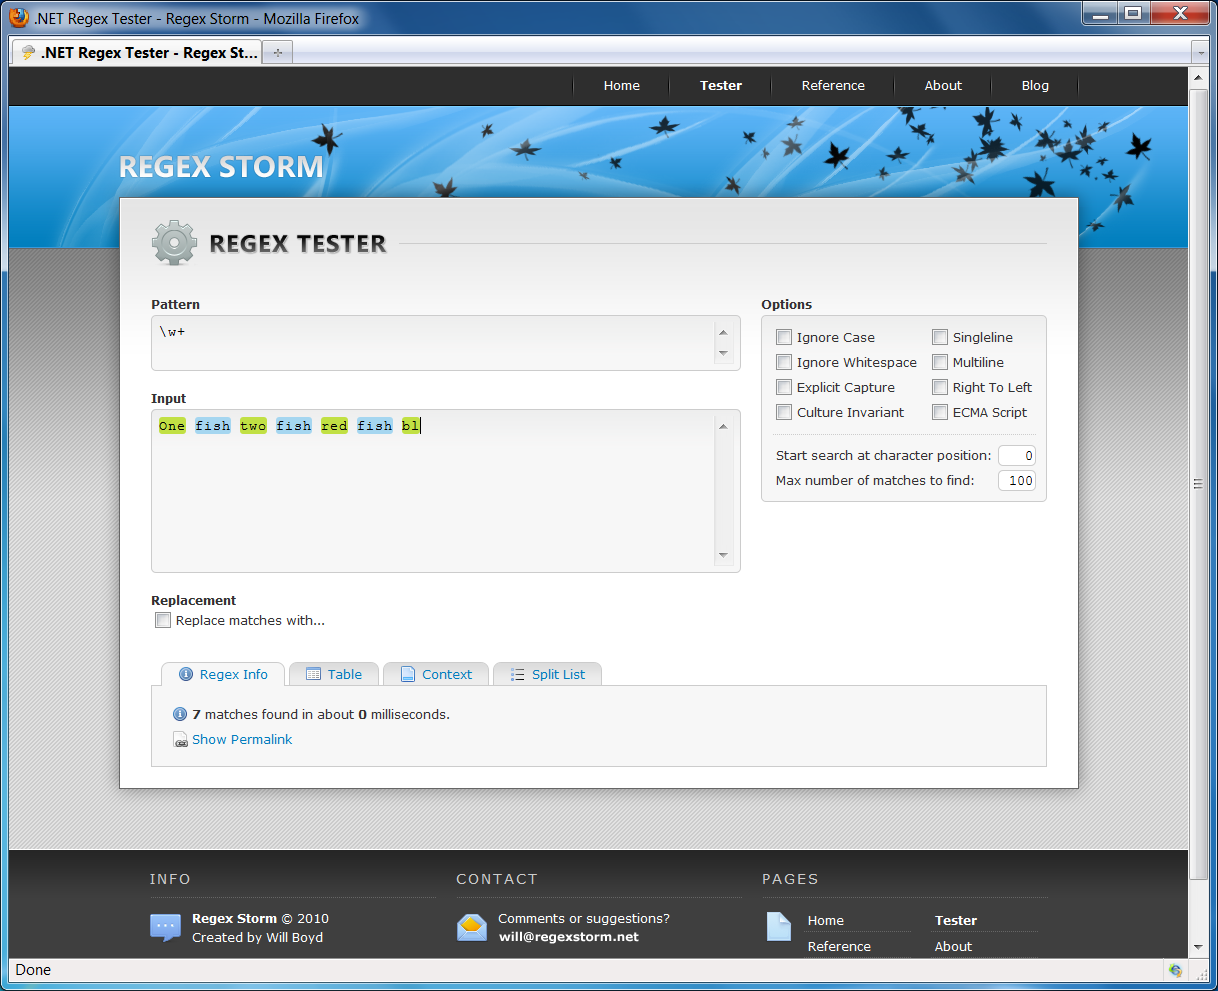 .NET Regex Tester - Regex Storm - Mozilla Firefox
.NET Regex Tester - Regex St...
Home Tester Reference About Blog
REGEX STORM
REGEX TESTER
Pattern
\w+
Input
One fish two fish red fish bl
Options
Ignore Case Singleline
Ignore Whitespace Multiline
Explicit Capture Right To Left
Culture Invariant ECMA Script
Start search at character position: 0
Max number of matches to find: 100
Replacement
Replace matches with...
Regex Info Table Context Split List
7 matches found in about 0 milliseconds.
Show Permalink
INFO
Regex Storm © 2010
Created by Will Boyd
CONTACT
Comments or suggestions?
will@regexstorm.net
PAGES
Home Tester
Reference About
Done